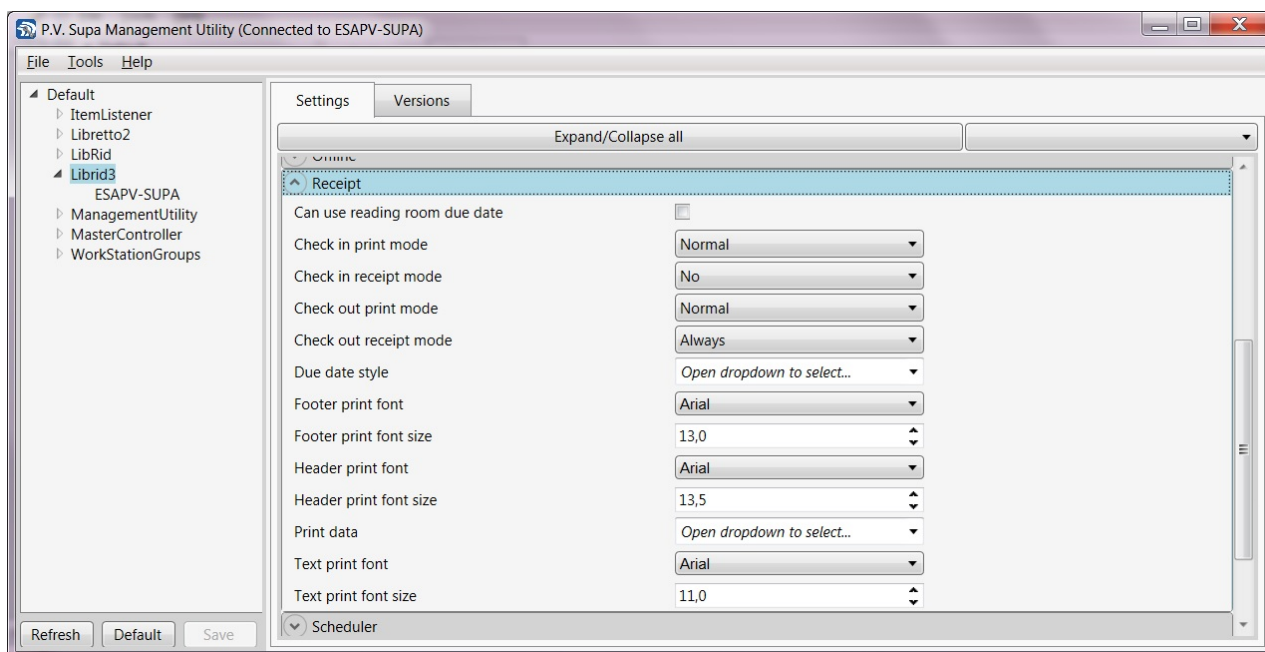 P.V. Supa Management Utility (Connected to ESAPV-SUPA)
File Tools Help
Default
ItemListener
Libretto2
LibRid
Librid3
ESAPV-SUPA
ManagementUtility
MasterController
WorkStationGroups
Refresh Default Save
Settings Versions
Expand/Collapse all
Offline
Receipt
Can use reading room due date
Check in print mode Normal
Check in receipt mode No
Check out print mode Normal
Check out receipt mode Always
Due date style Open dropdown to select...
Footer print font Arial
Footer print font size 13,0
Header print font Arial
Header print font size 13,5
Print data Open dropdown to select...
Text print font Arial
Text print font size 11,0
Scheduler